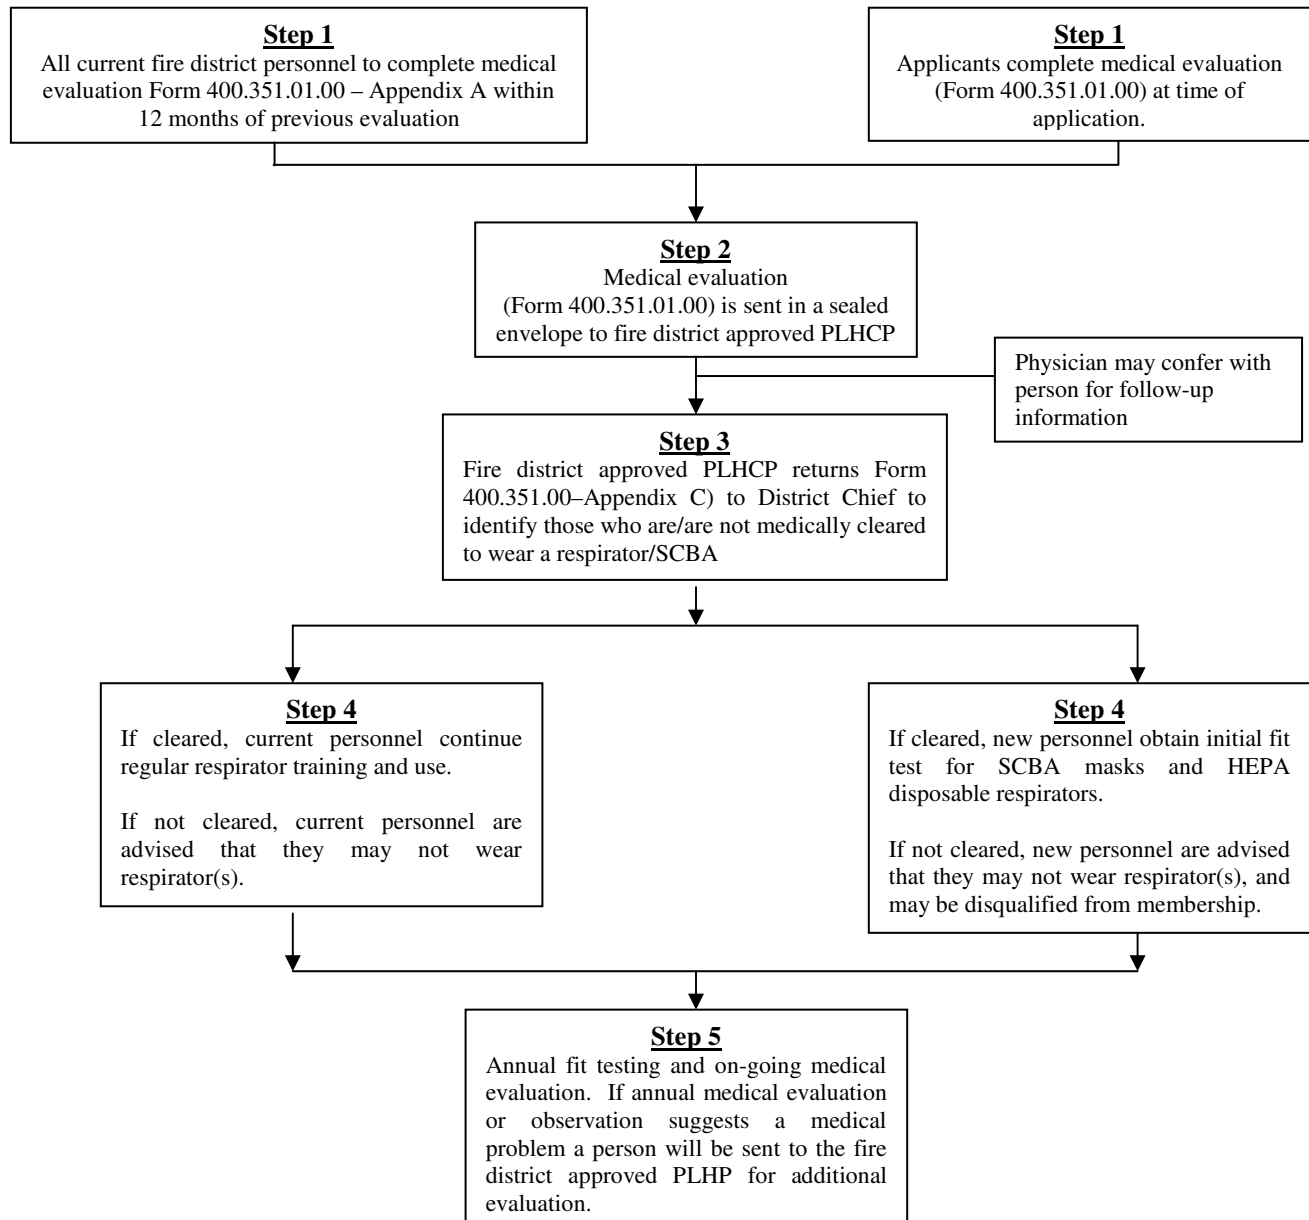 Step 1
All current fire district personnel to complete medical
evaluation Form 400.351.01.00 – Appendix A within
12 months of previous evaluation
Step 1
Applicants complete medical evaluation
(Form 400.351.01.00) at time of
application.
Step 2
Medical evaluation
(Form 400.351.01.00) is sent in a sealed
envelope to fire district approved PLHCP
Physician may confer with
person for follow-up
information
Step 3
Fire district approved PLHCP returns Form
400.351.00–Appendix C) to District Chief to
identify those who are/are not medically cleared
to wear a respirator/SCBA
Step 4
If cleared, current personnel continue
regular respirator training and use.
If not cleared, current personnel are
advised that they may not wear
respirator(s).
Step 4
If cleared, new personnel obtain initial fit
test for SCBA masks and HEPA
disposable respirators.
If not cleared, new personnel are advised
that they may not wear respirator(s), and
may be disqualified from membership.
Step 5
Annual fit testing and on-going medical
evaluation. If annual medical evaluation
or observation suggests a medical
problem a person will be sent to the fire
district approved PLHP for additional
evaluation.